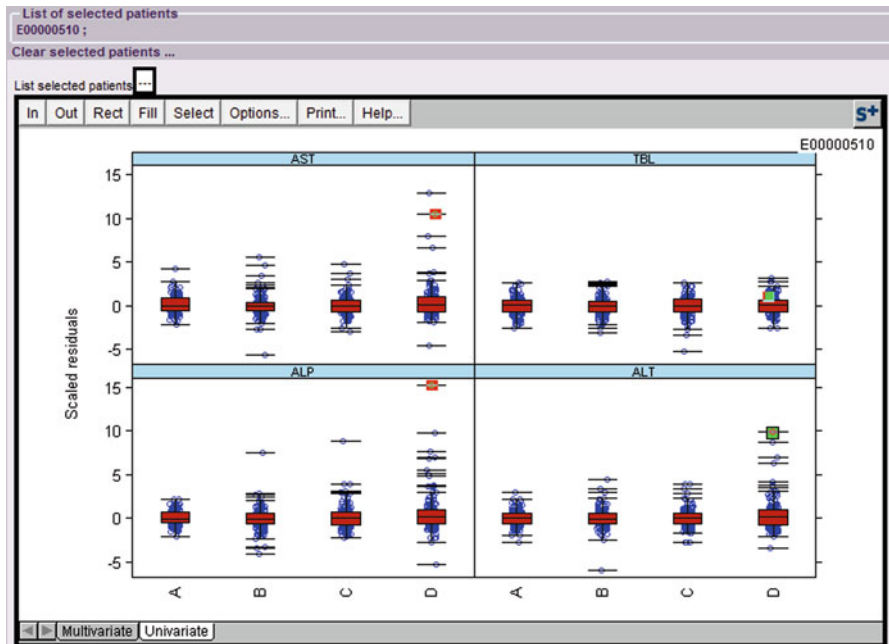 List of selected patients
E00000510 ;
Clear selected patients ...
List selected patients ---
In Out Rect Fill Select Options... Print... Help... S+
E00000510
AST TBL
15
10
5
0
-5
ALP ALT
15
10
5
0
-5
Scaled residuals
A B C D A B C D
Multivariate Univariate